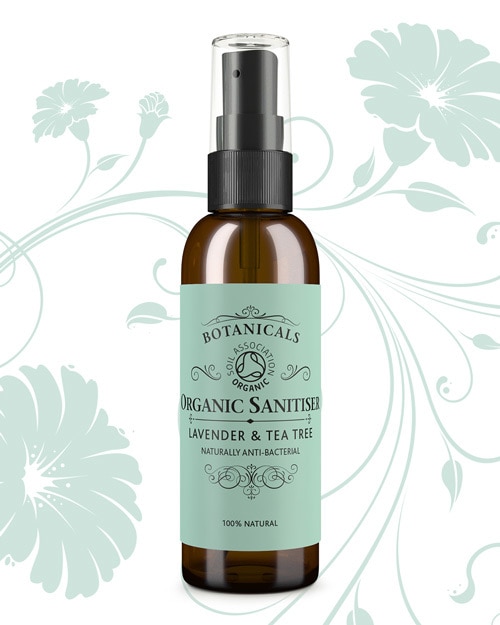 BOTANICALS
SOIL ASSOCIATION
ORGANIC
ORGANIC SANITISER
LAVENDER & TEA TREE
NATURALLY ANTI-BACTERIAL
100% NATURAL